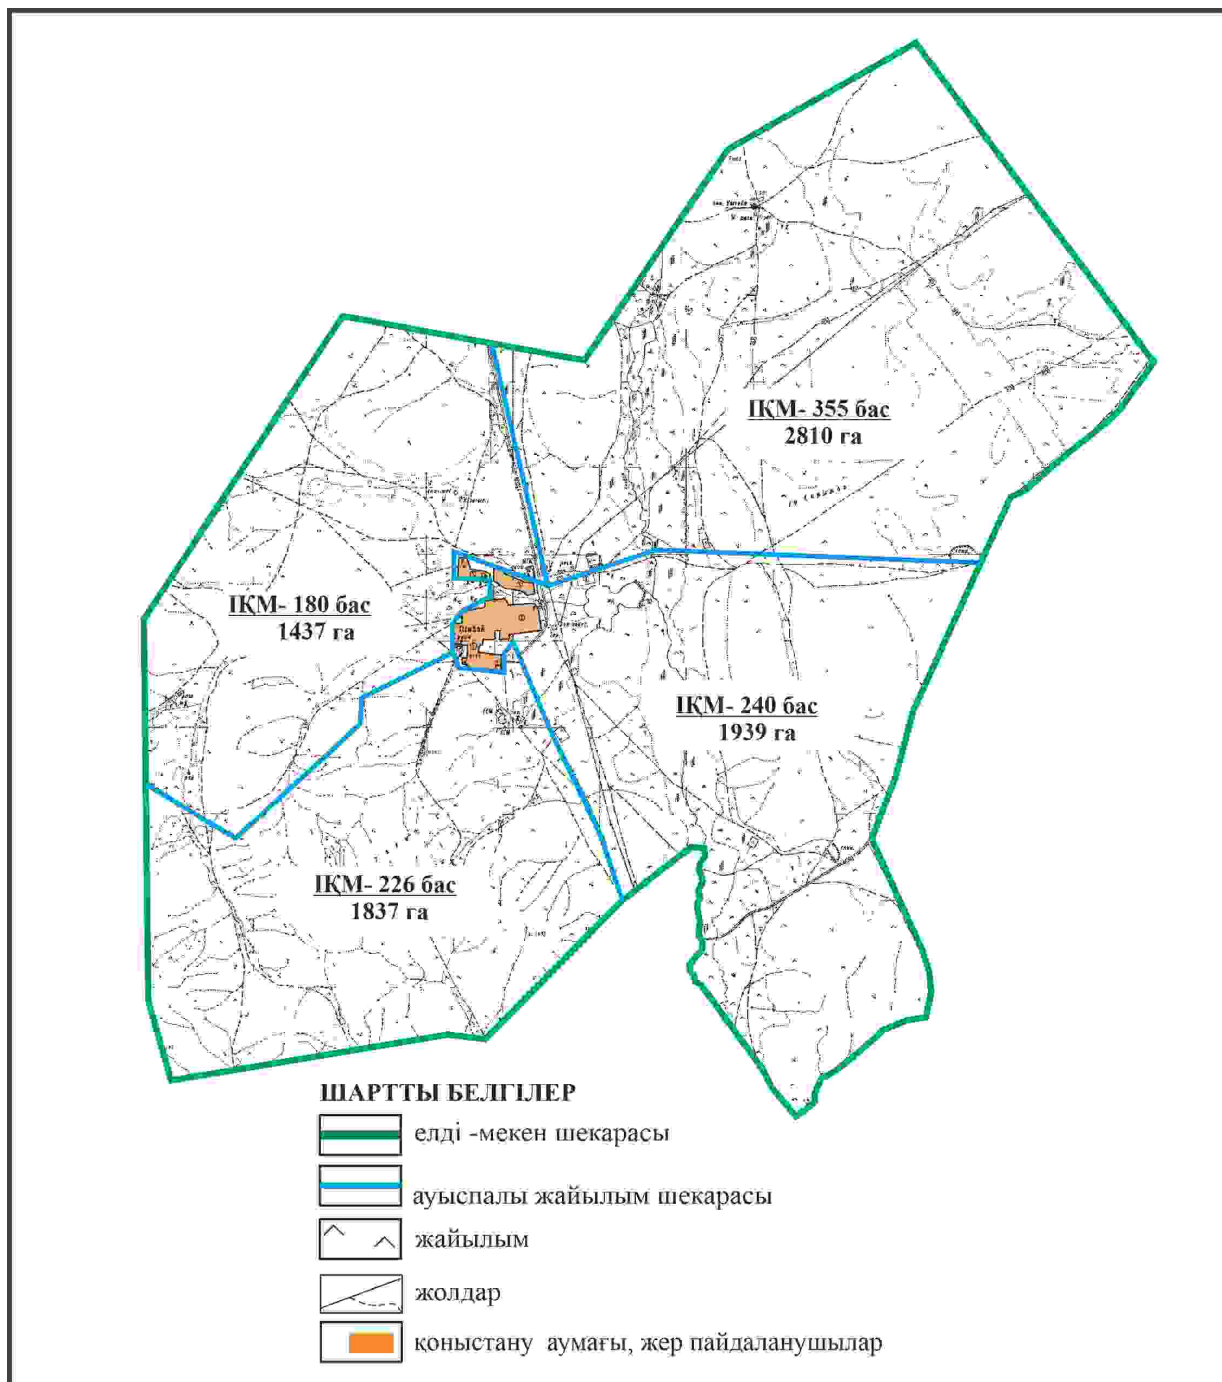 ІҚМ- 355 бас
2810 га
ІҚМ- 180 бас
1437 га
ІҚМ- 240 бас
1939 га
ІҚМ- 226 бас
1837 га
ШАРТТЫ БЕЛГІЛЕР
елді -мекен шекарасы
ауыспалы жайылым шекарасы
жайылым
жолдар
қоныстану аумағы, жер пайдаланушылар